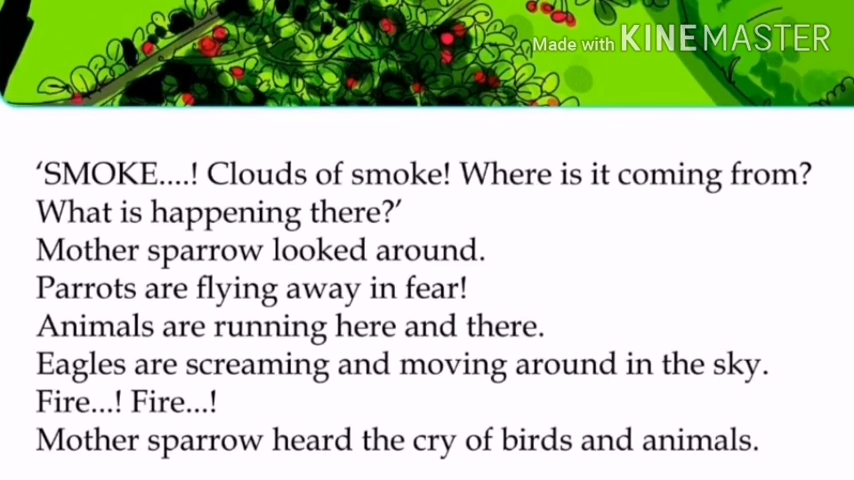 Made with KINEMASTER
‘SMOKE....! Clouds of smoke! Where is it coming from?
What is happening there?’
Mother sparrow looked around.
Parrots are flying away in fear!
Animals are running here and there.
Eagles are screaming and moving around in the sky.
Fire...! Fire...!
Mother sparrow heard the cry of birds and animals.